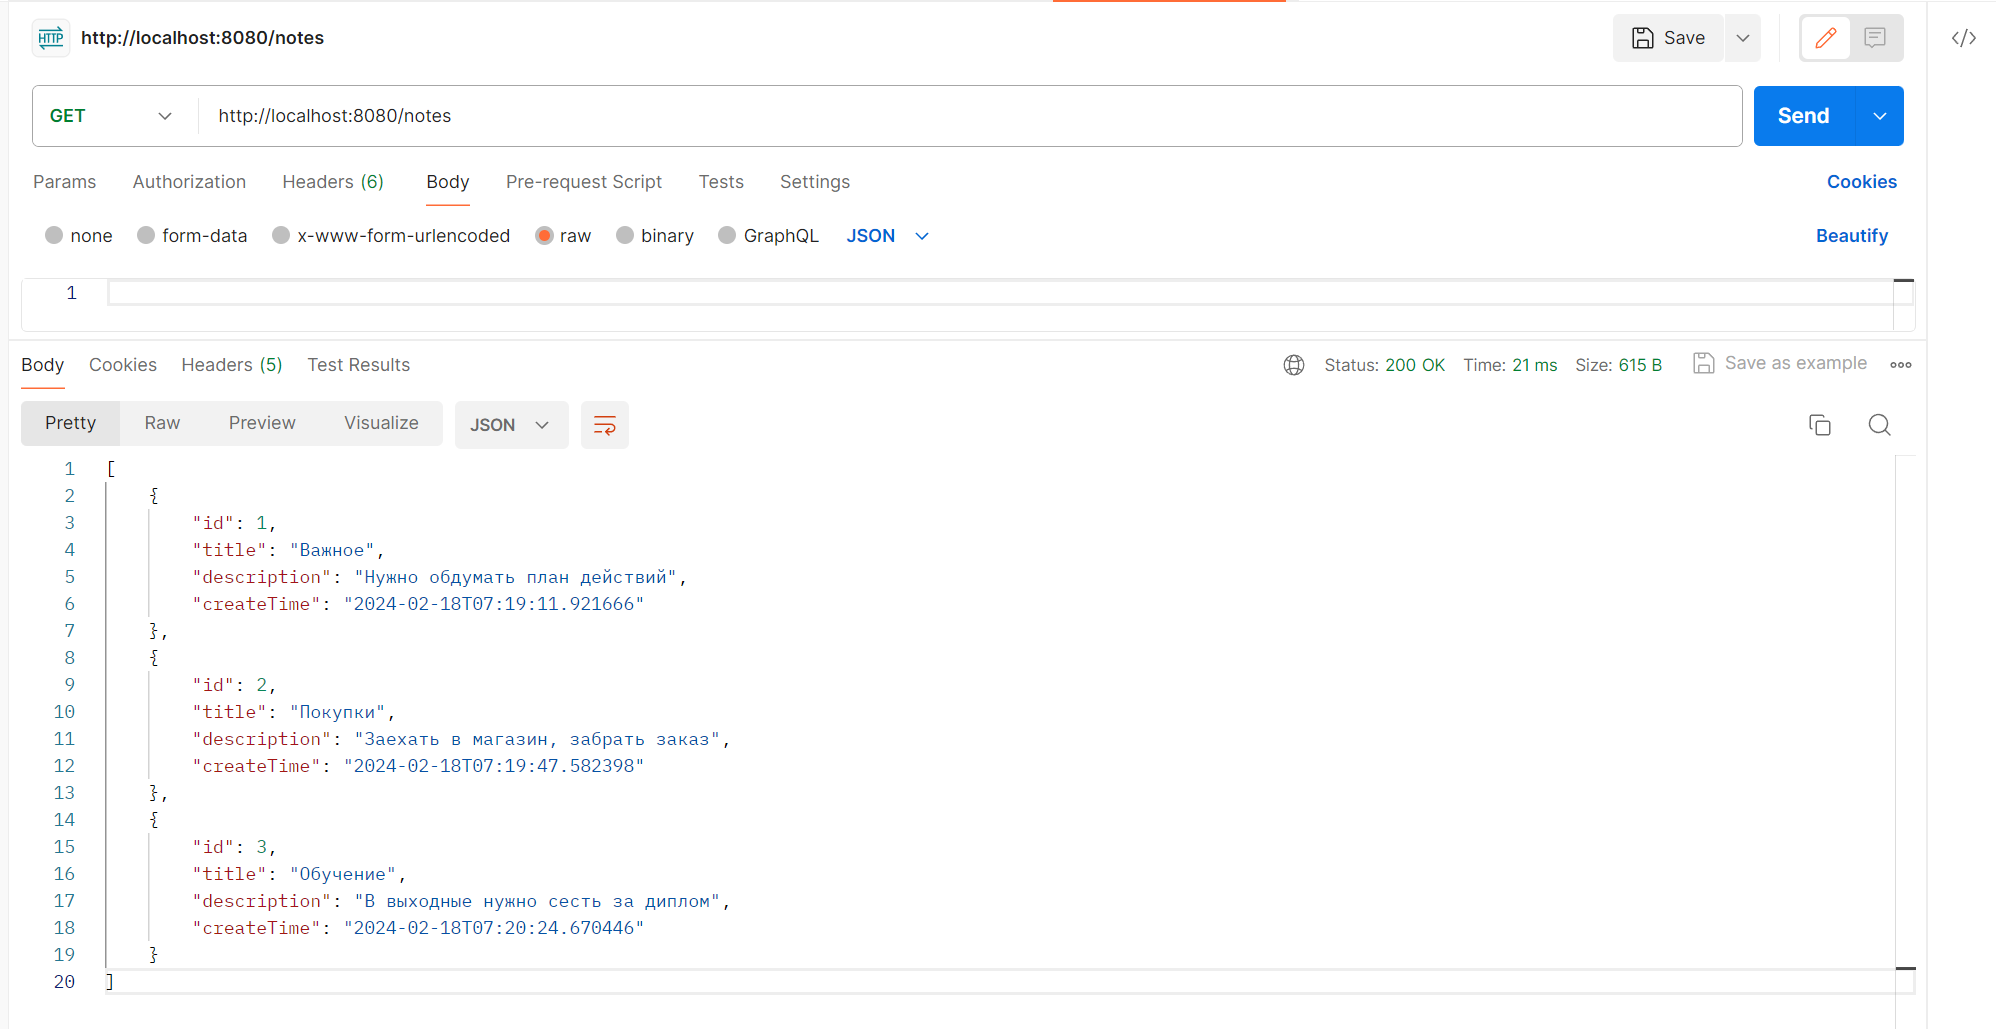 HTTP http://localhost:8080/notes Save
GET http://localhost:8080/notes Send
Params Authorization Headers (6) Body Pre-request Script Tests Settings Cookies
none form-data x-www-form-urlencoded raw binary GraphQL JSON Beautify
1
Body Cookies Headers (5) Test Results Status: 200 OK Time: 21 ms Size: 615 B Save as example
Pretty Raw Preview Visualize JSON
1 [
2 {
3 "id": 1,
4 "title": "Важное",
5 "description": "Нужно обдумать план действий",
6 "createTime": "2024-02-18T07:19:11.921666"
7 },
8 {
9 "id": 2,
10 "title": "Покупки",
11 "description": "Заехать в магазин, забрать заказ",
12 "createTime": "2024-02-18T07:19:47.582398"
13 },
14 {
15 "id": 3,
16 "title": "Обучение",
17 "description": "В выходные нужно сесть за диплом",
18 "createTime": "2024-02-18T07:20:24.670446"
19 }
20 ]